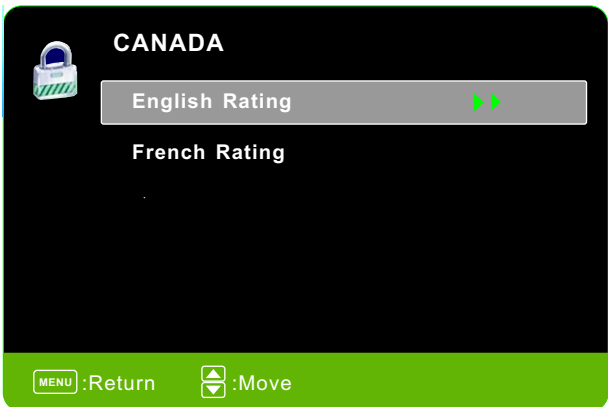 CANADA
English Rating
French Rating
MENU :Return :Move